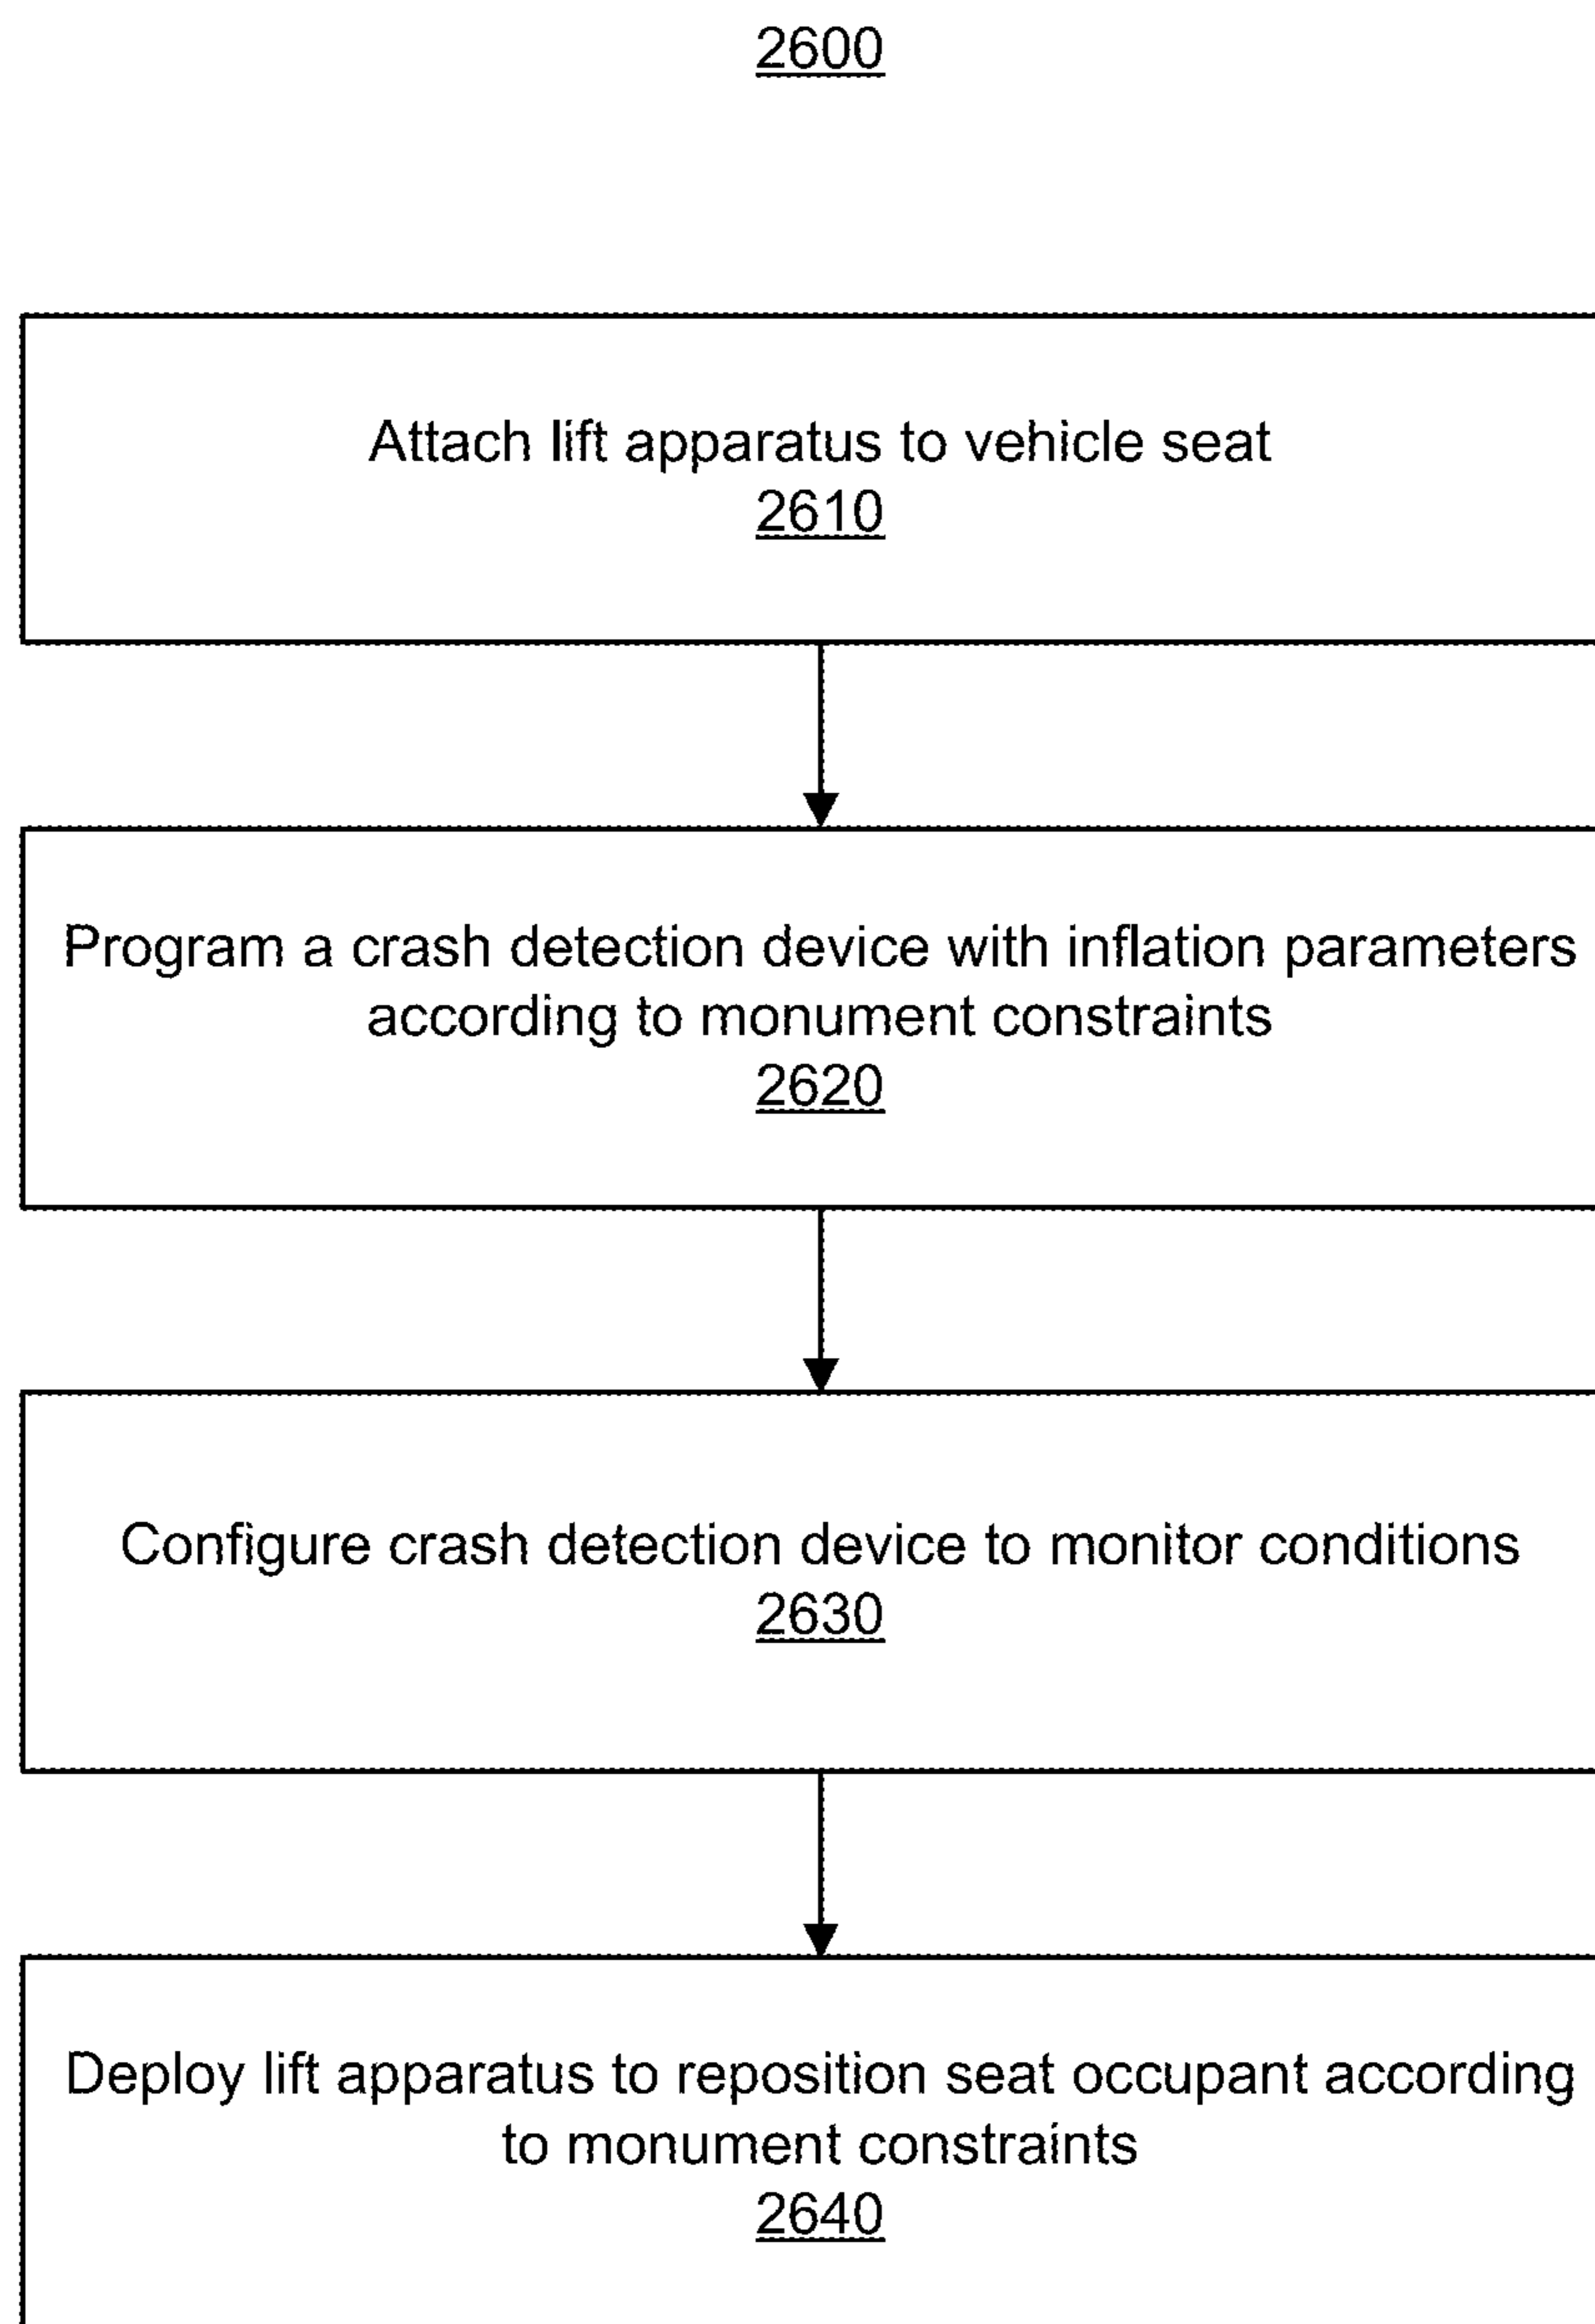 2600
Attach lift apparatus to vehicle seat
2610
Program a crash detection device with inflation parameters
according to monument constraints
2620
Configure crash detection device to monitor conditions
2630
Deploy lift apparatus to reposition seat occupant according
to monument constraints
2640